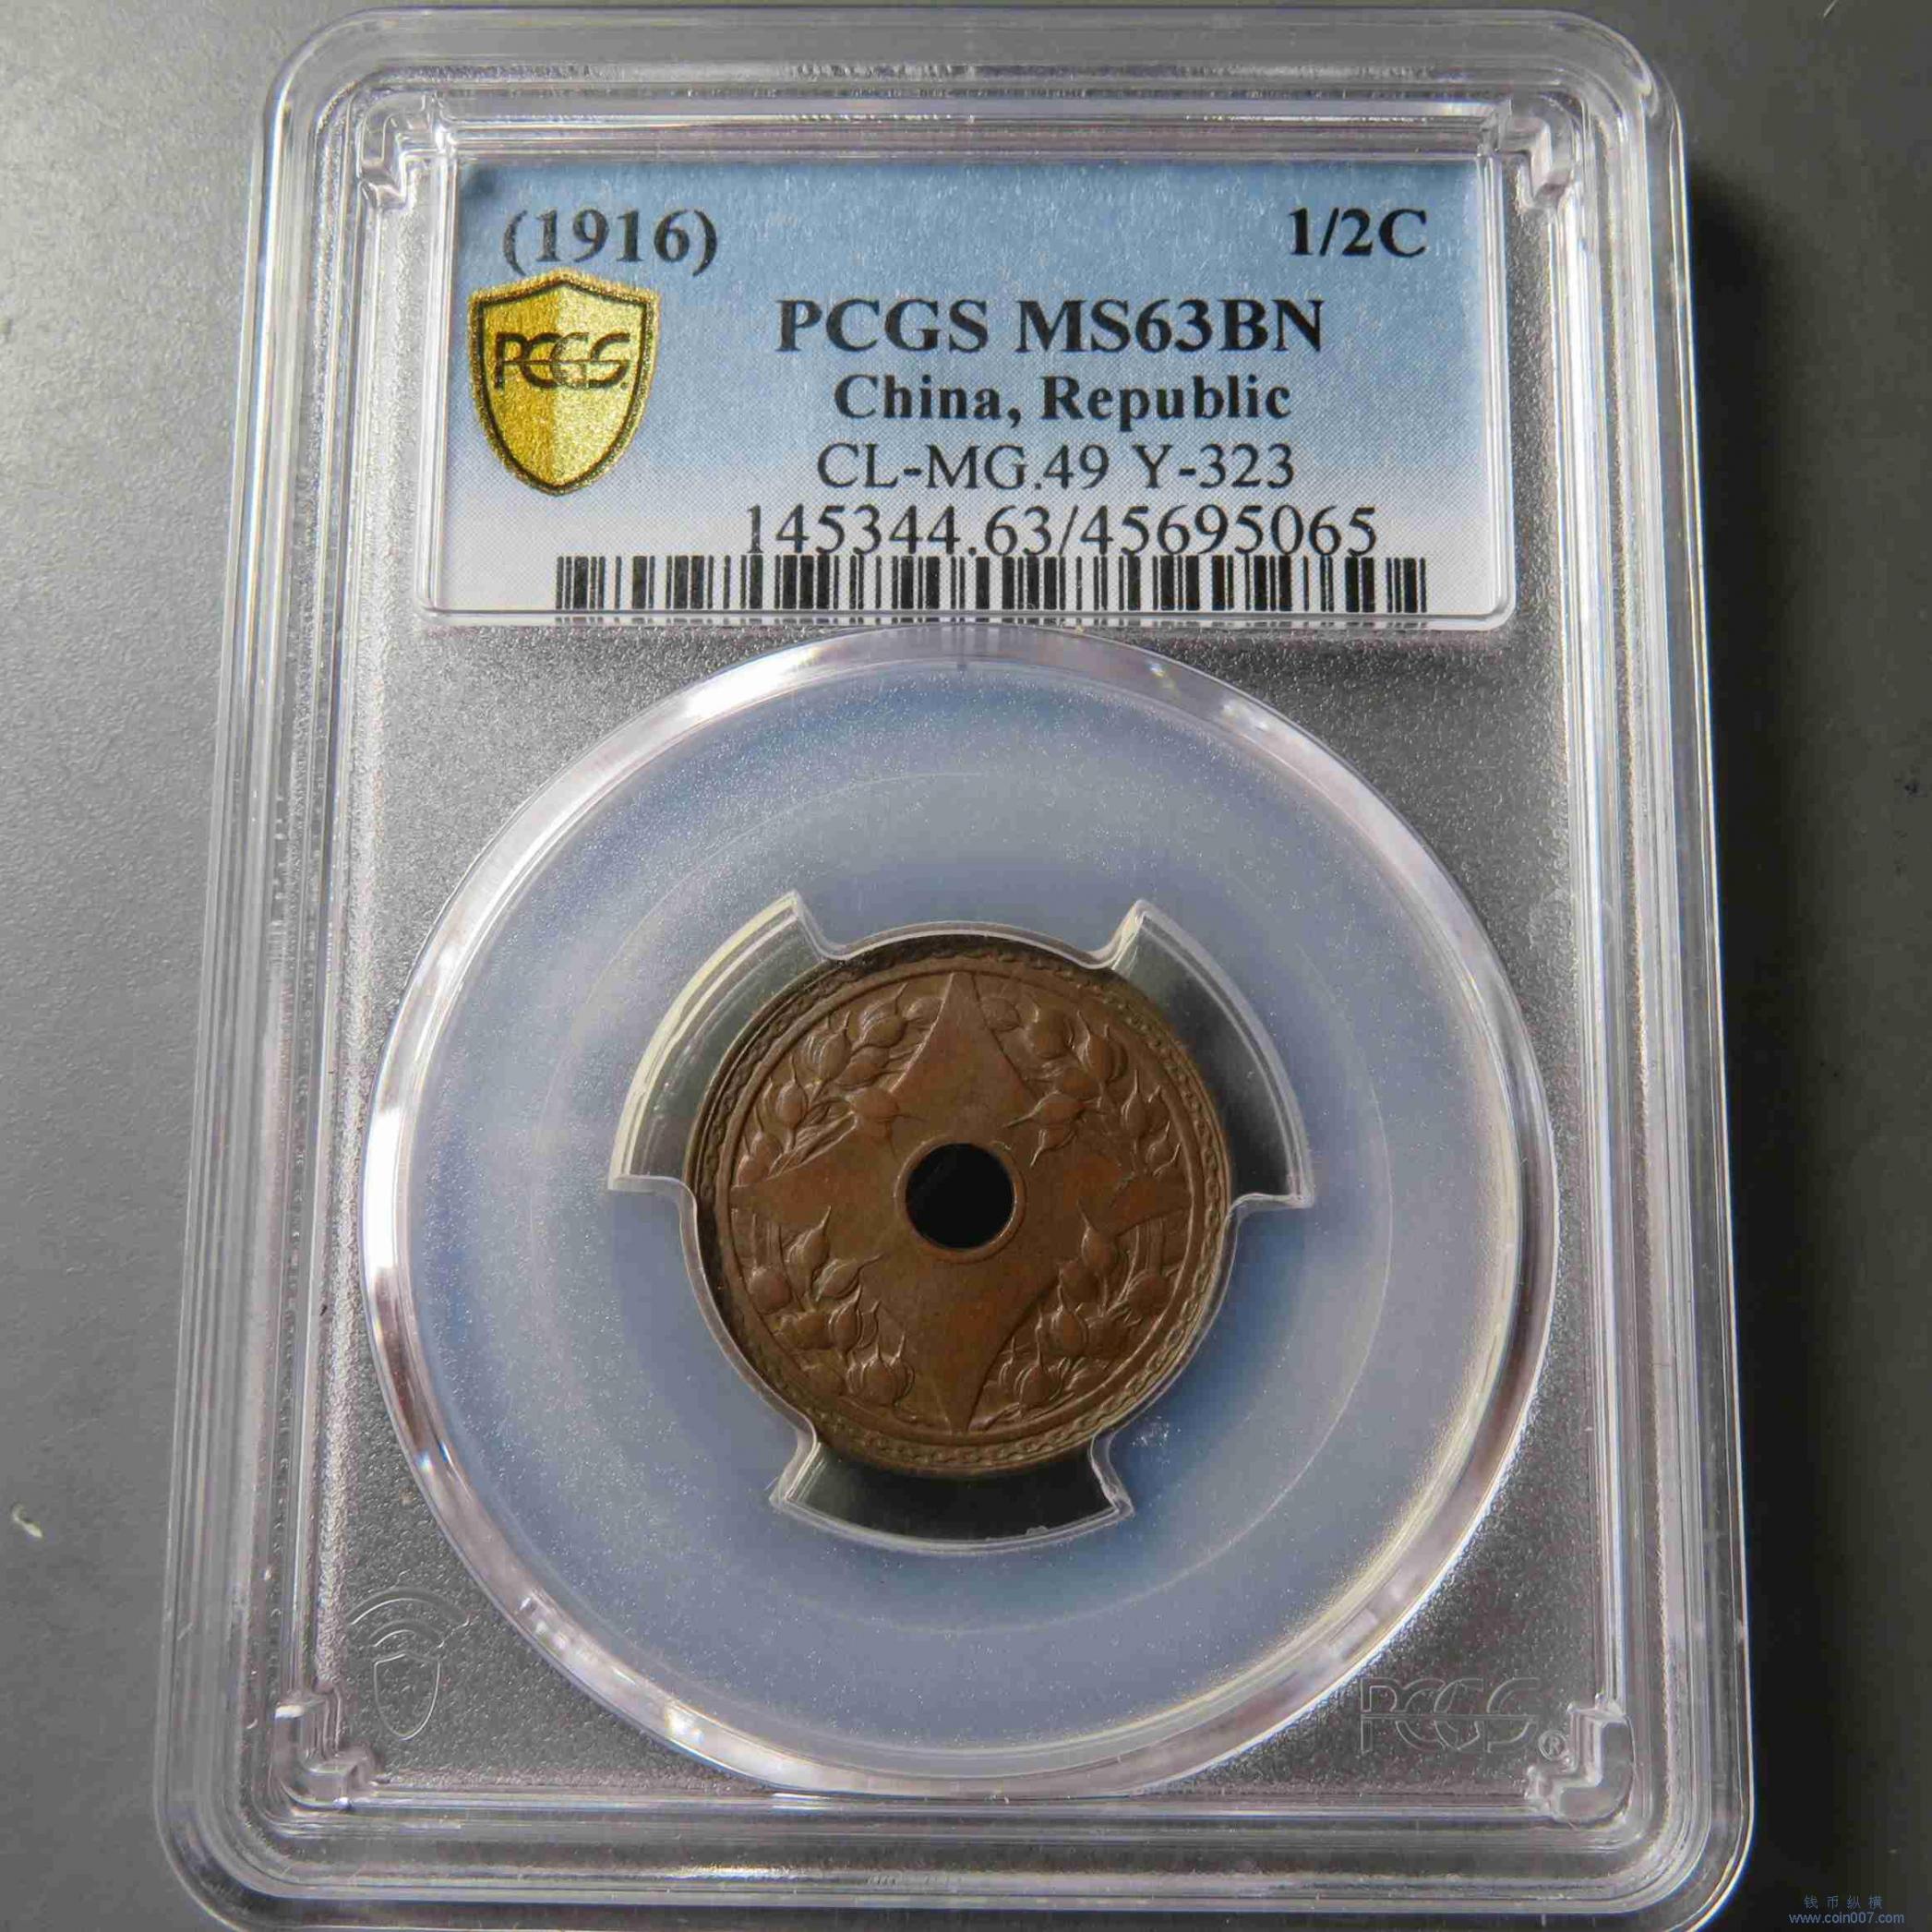 (1916) 1/2C
PCGS
PCGS MS63BN
China, Republic
CL-MG.49 Y-323
145344.63/45695065
PCGS®
钱币纵横
www.coin007.com